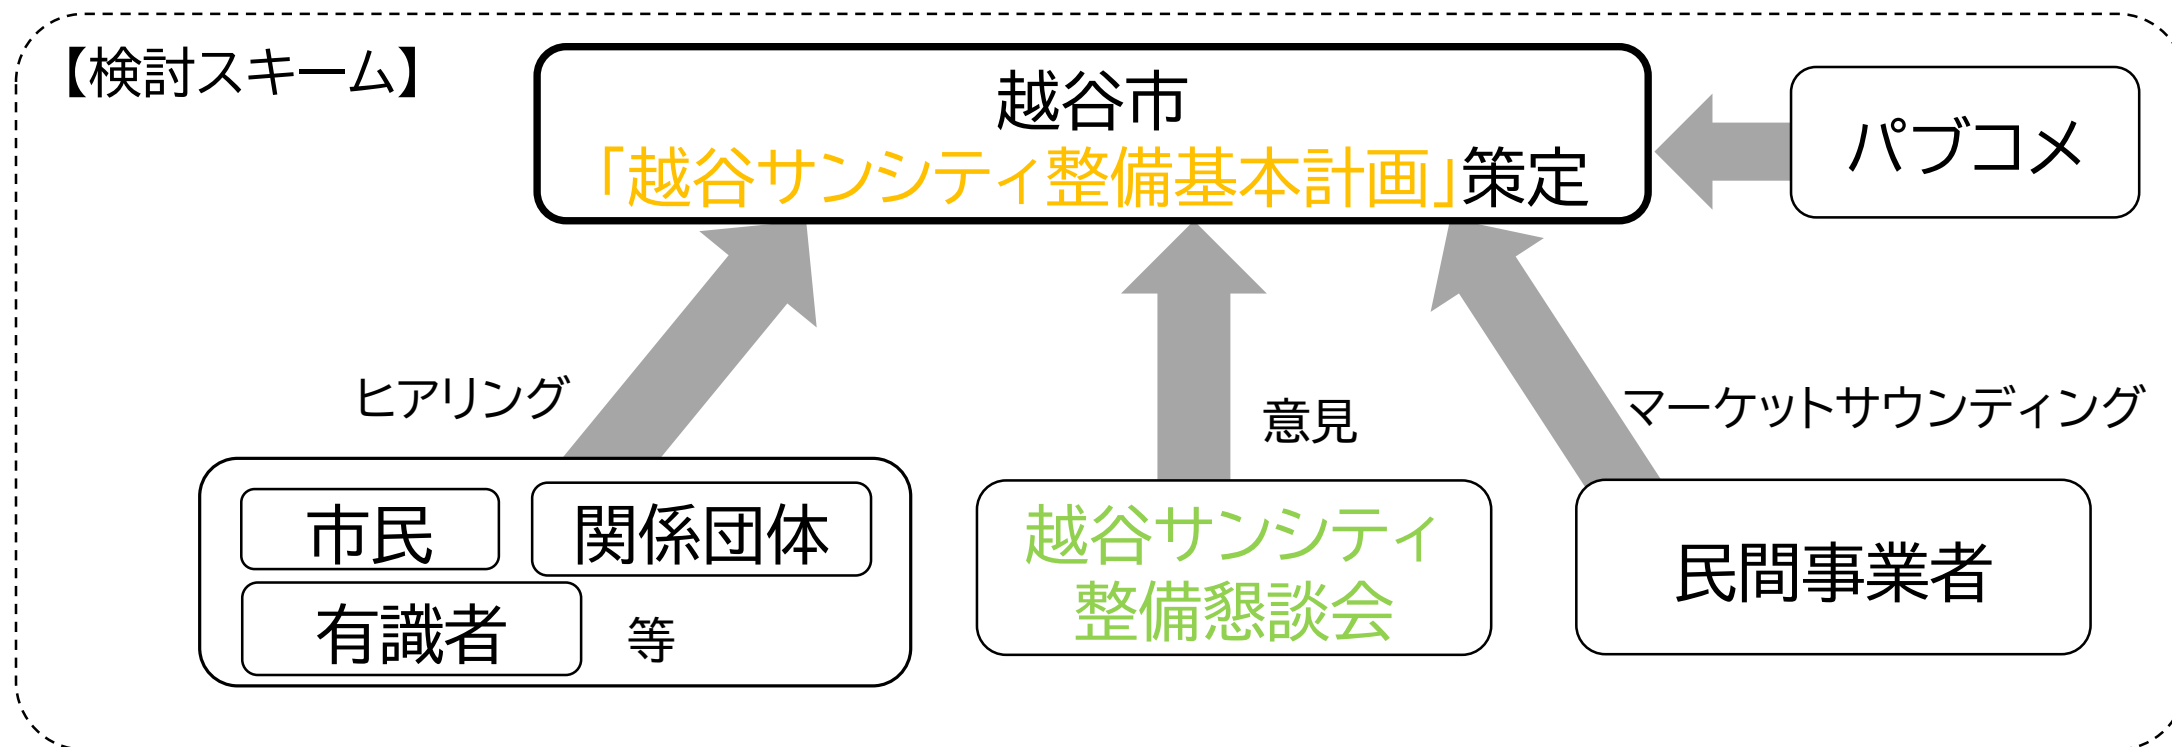 【検討スキーム】
越谷市
「越谷サンシティ整備基本計画」策定
パブコメ
ヒアリング
意見
マーケットサウンディング
市民
関係団体
有識者
等
越谷サンシティ
整備懇談会
民間事業者